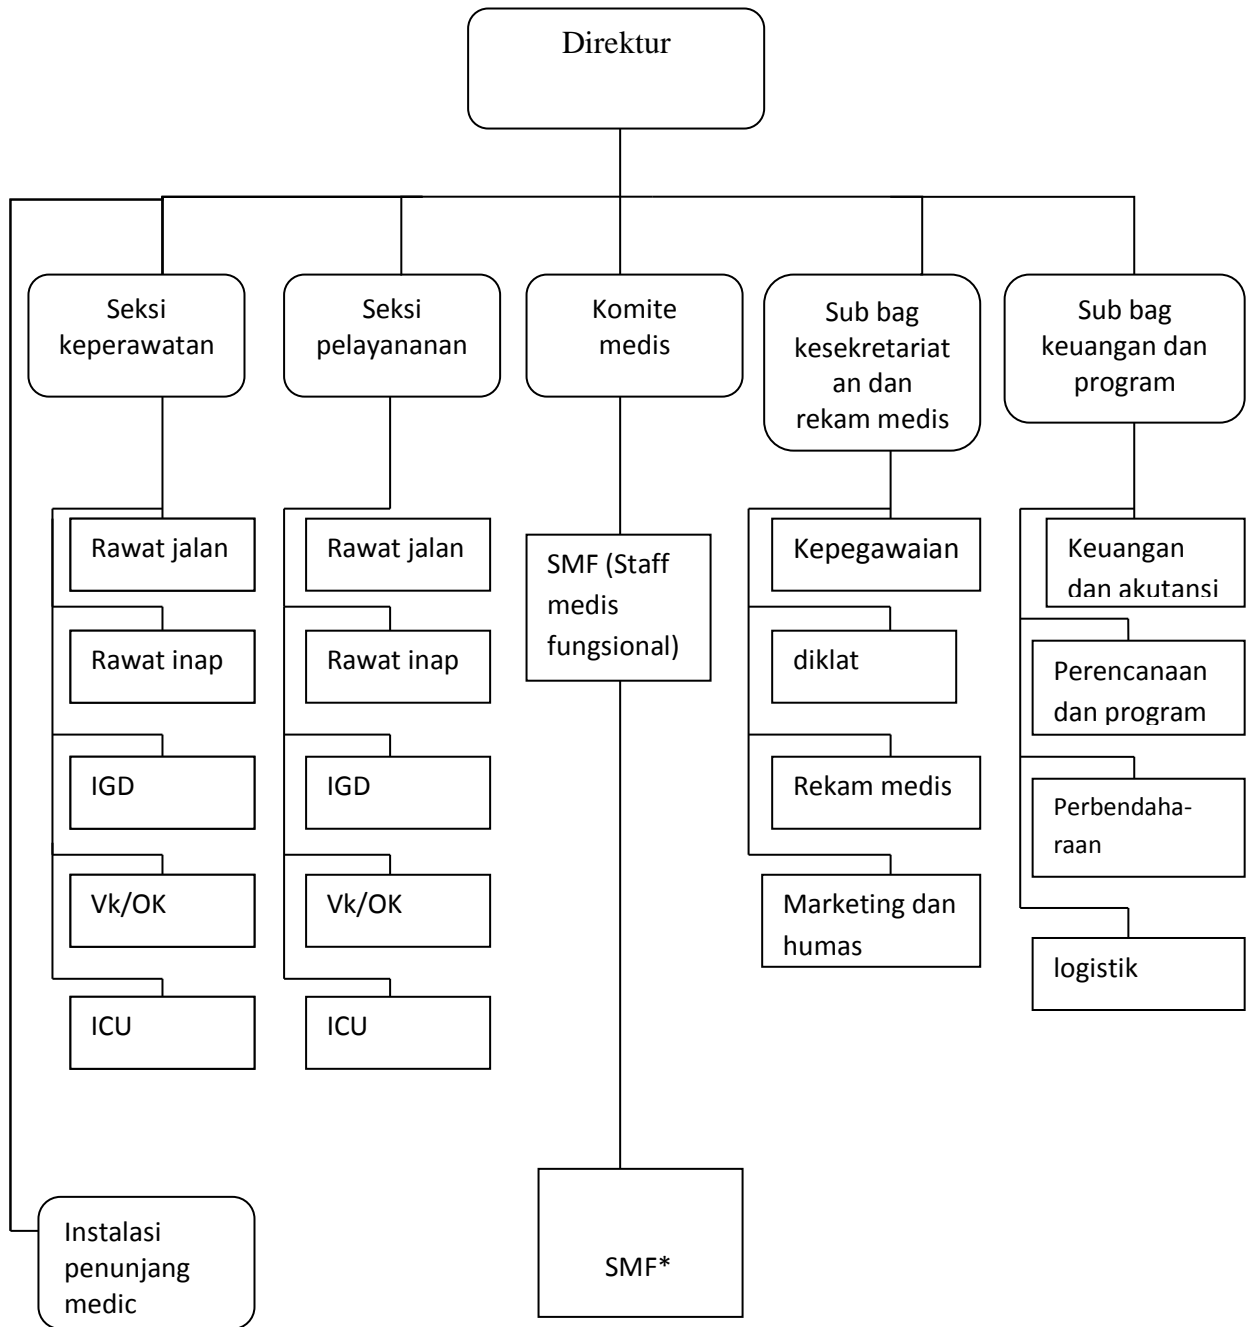 Direktur
Seksi
keperawatan
Seksi
pelayananan
Komite
medis
Sub bag
kesekretariat
an dan
rekam medis
Sub bag
keuangan dan
program
Rawat jalan
Rawat inap
IGD
Vk/OK
ICU
Rawat jalan
Rawat inap
IGD
Vk/OK
ICU
SMF (Staff
medis
fungsional)
SMF*
Kepegawaian
diklat
Rekam medis
Marketing dan
humas
Keuangan
dan akutansi
Perencanaan
dan program
Perbendaha-
raan
logistik
Instalasi
penunjang
medic